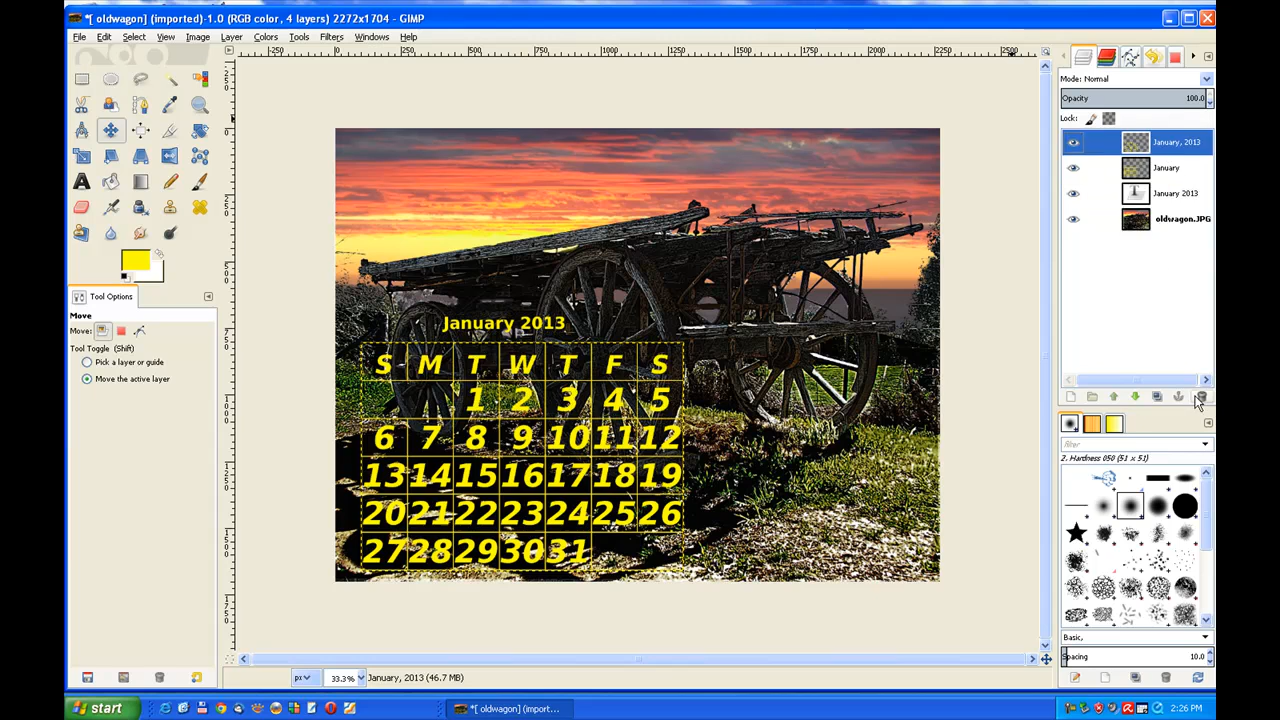 *[ oldwagon] (imported)-1.0 (RGB color, 4 layers) 2272x1704 - GIMP
File Edit Select View Image Layer Colors Tools Filters Windows Help
Mode: Normal
Opacity 100.0
Lock:
January, 2013
January
January 2013
oldwagon.JPG
Tool Options
Move
Move:
Tool Toggle (Shift)
Pick a layer or guide
Move the active layer
January 2013
S M T W T F S
1 2 3 4 5
6 7 8 9 10 11 12
13 14 15 16 17 18 19
20 21 22 23 24 25 26
27 28 29 30 31
filter
2. Hardness 050 (51 x 51)
Basic,
Spacing 10.0
px 33.3% January, 2013 (46.7 MB)
start
*[ oldwagon] (import...
2:26 PM